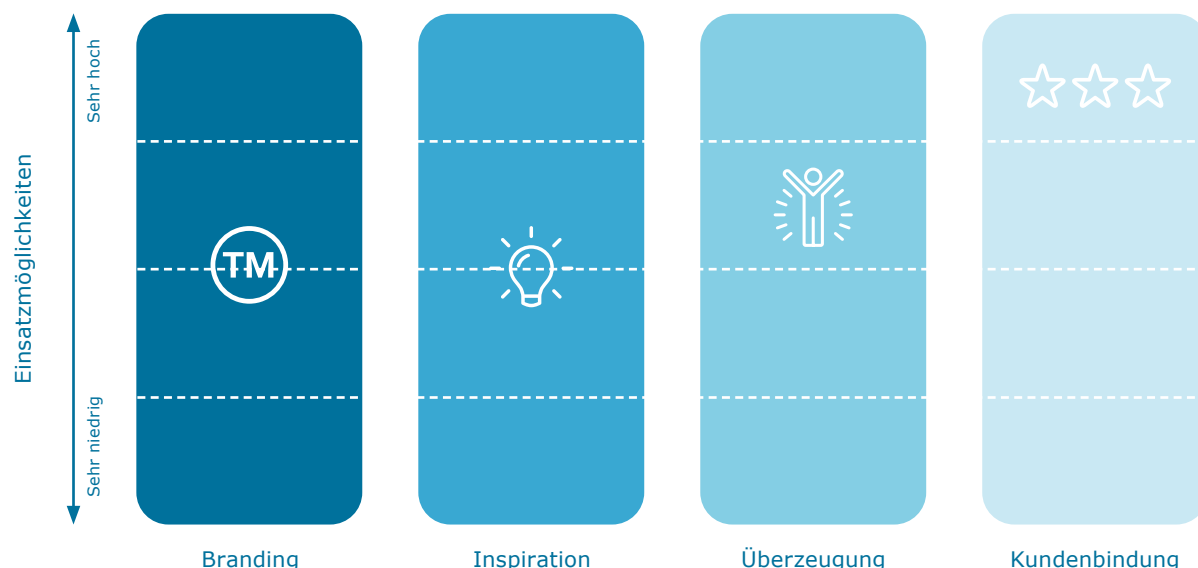 Einsatzmöglichkeiten
Sehr hoch
Sehr niedrig
TM
Branding
Inspiration
Überzeugung
Kundenbindung